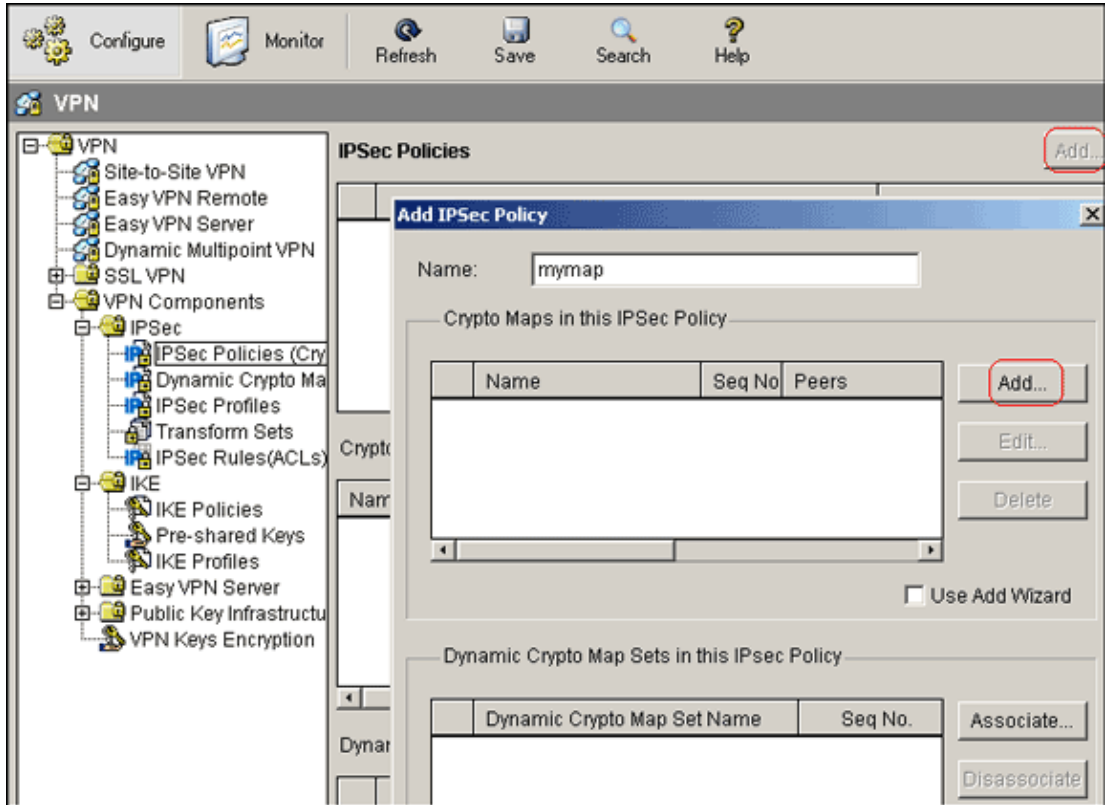 Configure Monitor Refresh Save Search Help
VPN
VPN
Site-to-Site VPN
Easy VPN Remote
Easy VPN Server
Dynamic Multipoint VPN
SSL VPN
VPN Components
IPSec
IPSec Policies (Cry
Dynamic Crypto Ma
IPSec Profiles
Transform Sets
IPSec Rules(ACLs)
IKE
IKE Policies
Pre-shared Keys
IKE Profiles
Easy VPN Server
Public Key Infrastructu
VPN Keys Encryption
IPSec Policies
Add...
Crypto
Nam
Dynar
Add IPSec Policy
Name: mymap
Crypto Maps in this IPSec Policy
Name Seq No Peers
Add...
Edit...
Delete
Use Add Wizard
Dynamic Crypto Map Sets in this IPsec Policy
Dynamic Crypto Map Set Name Seq No.
Associate...
Disassociate